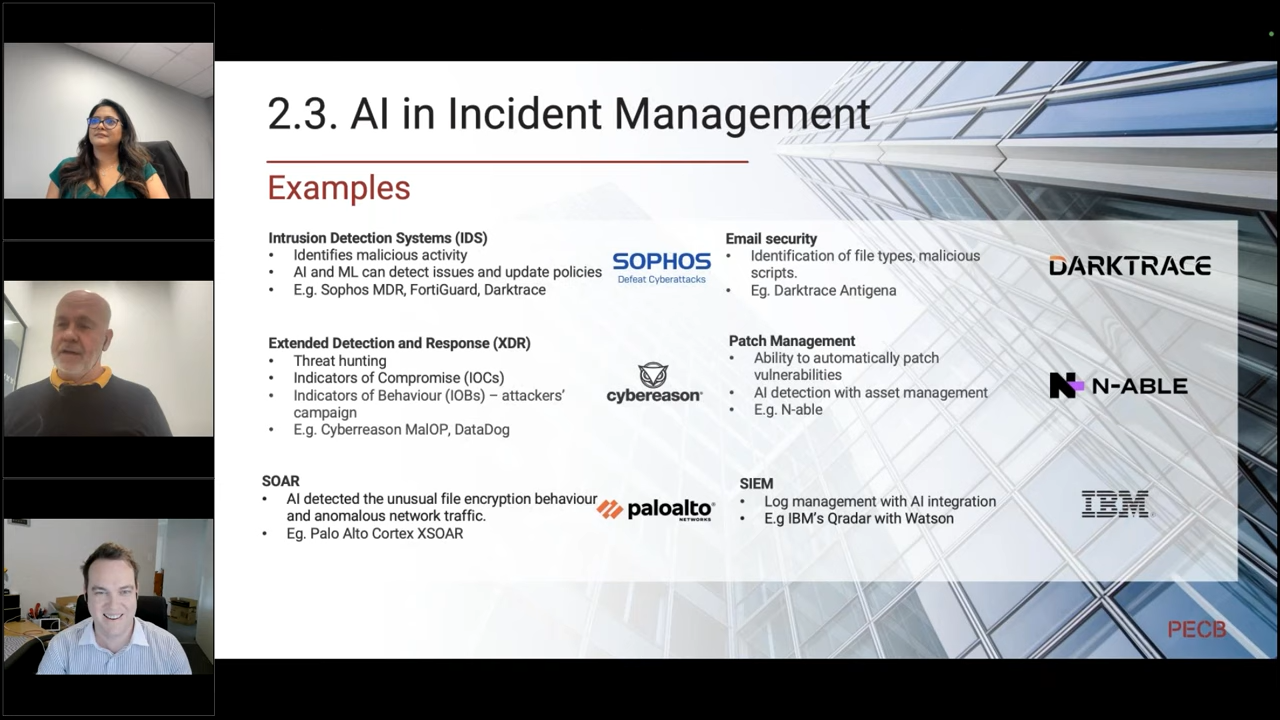 2.3. AI in Incident Management
Examples
Intrusion Detection Systems (IDS)
• Identifies malicious activity
• AI and ML can detect issues and update policies
• E.g. Sophos MDR, FortiGuard, Darktrace
SOPHOS
Defeat Cyberattacks
Email security
• Identification of file types, malicious
scripts.
• Eg. Darktrace Antigena
DARKTRACE
Extended Detection and Response (XDR)
• Threat hunting
• Indicators of Compromise (IOCs)
• Indicators of Behaviour (IOBs) – attackers’
campaign
• E.g. Cyberreason MalOP, DataDog
cybereason
Patch Management
• Ability to automatically patch
vulnerabilities
• AI detection with asset management
• E.g. N-able
N-ABLE
SOAR
• AI detected the unusual file encryption behaviour
and anomalous network traffic.
• Eg. Palo Alto Cortex XSOAR
paloalto
NETWORKS
SIEM
• Log management with AI integration
• E.g IBM’s Qradar with Watson
IBM
PECB